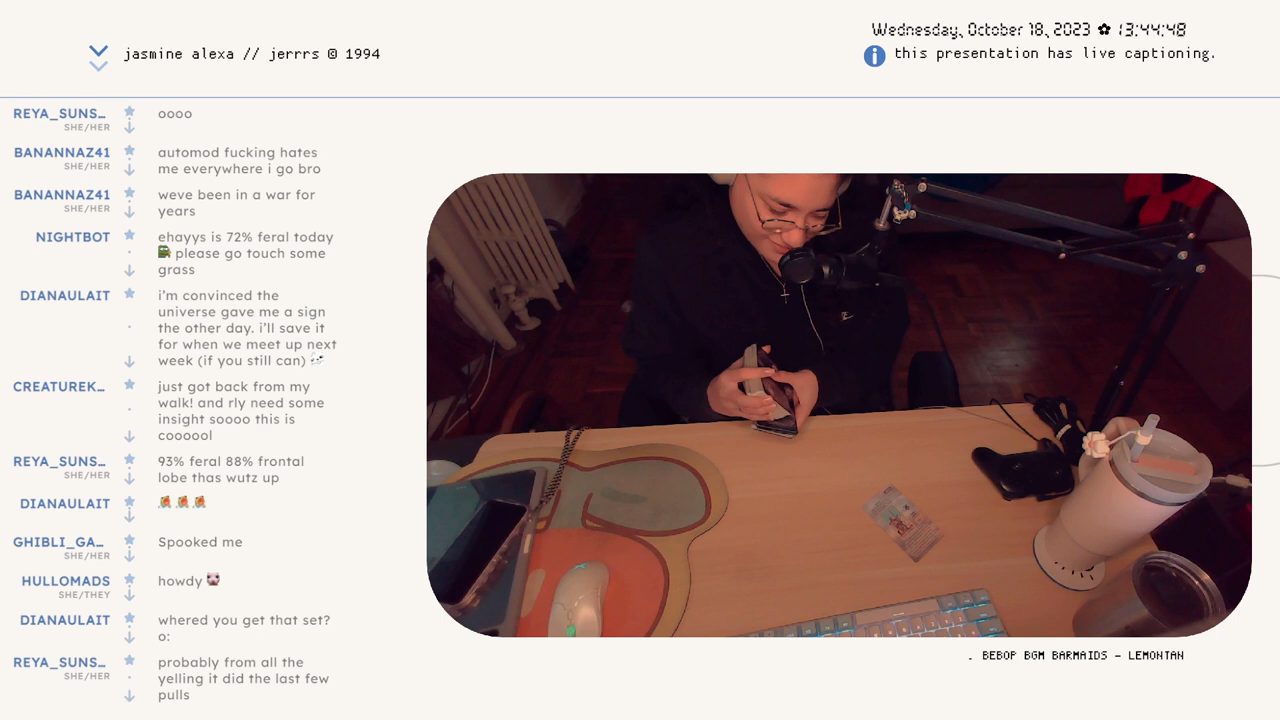 jasmine alexa // jerrrs © 1994
Wednesday, October 18, 2023 ✿ 13:44:48
this presentation has live captioning.
REYA_SUNS…
SHE/HER
oooo
BANANNAZ41
SHE/HER
automod fucking hates
me everywhere i go bro
BANANNAZ41
SHE/HER
weve been in a war for
years
NIGHTBOT
ehayys is 72% feral today
please go touch some
grass
DIANAULAIT
i'm convinced the
universe gave me a sign
the other day. i'll save it
for when we meet up next
week (if you still can)
CREATUREK…
just got back from my
walk! and rly need some
insight soooo this is
coooool
REYA_SUNS…
SHE/HER
93% feral 88% frontal
lobe thas wutz up
DIANAULAIT
GHIBLI_GA…
SHE/HER
Spooked me
HULLOMADS
SHE/THEY
howdy
DIANAULAIT
where you get that set?
o:
REYA_SUNS…
SHE/HER
probably from all the
yelling it did the last few
pulls
. BEBOP BGM BARMAIDS - LEMONTAN